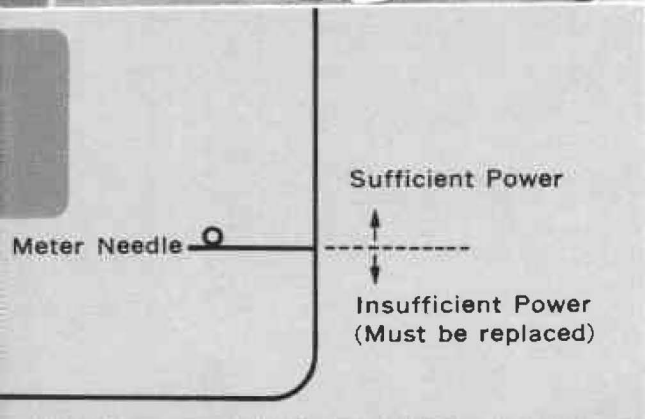 Sufficient Power
Meter Needle
Insufficient Power
(Must be replaced)